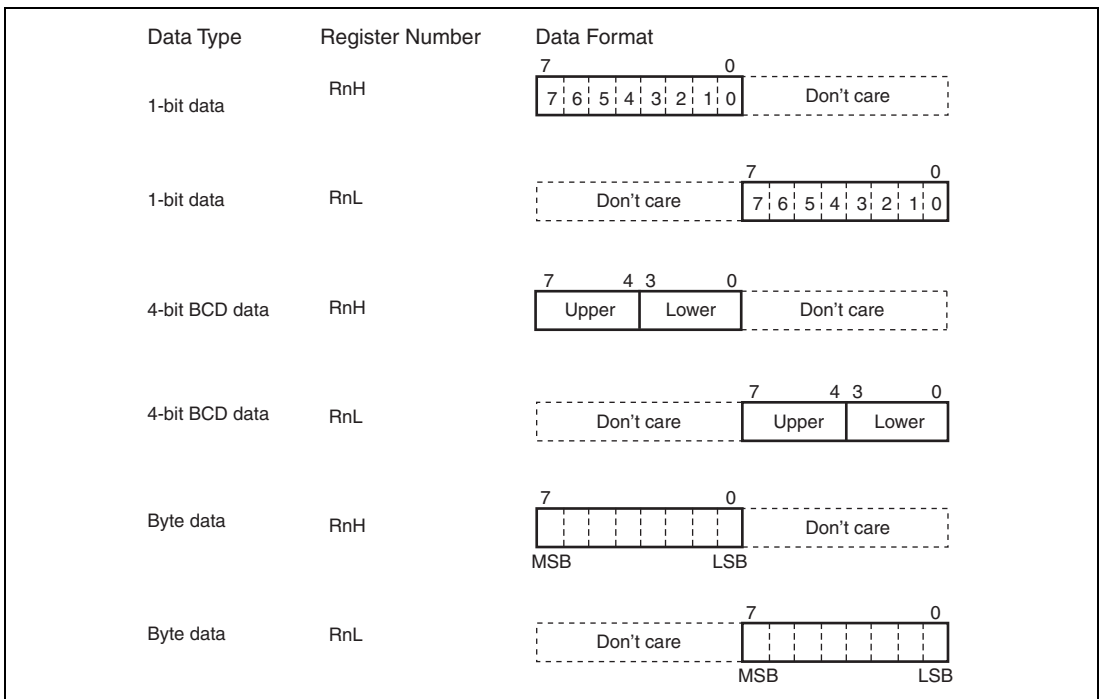 Data Type Register Number Data Format
7 0
1-bit data RnH 7 6 5 4 3 2 1 0 Don't care
7 0
1-bit data RnL Don't care 7 6 5 4 3 2 1 0
7 4 3 0
4-bit BCD data RnH Upper Lower Don't care
7 4 3 0
4-bit BCD data RnL Don't care Upper Lower
7 0
Byte data RnH Don't care
MSB LSB
7 0
Byte data RnL Don't care
MSB LSB